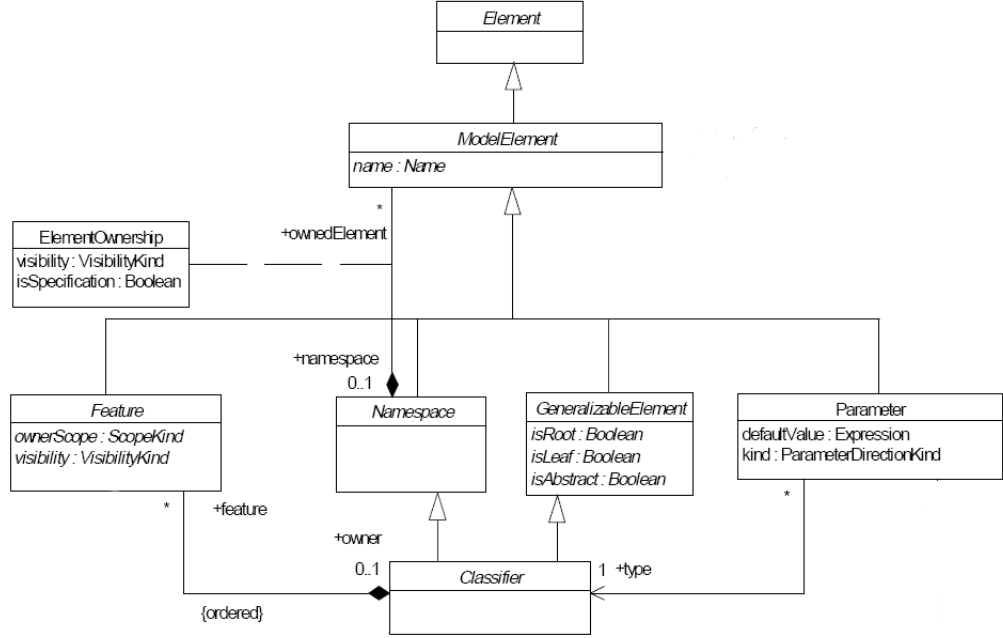 Element
ModelElement
name : Name
*
+ownedElement
ElementOwnership
visibility : VisibilityKind
isSpecification : Boolean
+namespace
0..1
Feature
ownerScope : ScopeKind
visibility : VisibilityKind
Namespace
GeneralizableElement
isRoot : Boolean
isLeaf : Boolean
isAbstract : Boolean
Parameter
defaultValue : Expression
kind : ParameterDirectionKind
*
+feature
*
+owner
0..1
Classifier
1
+type
{ordered}